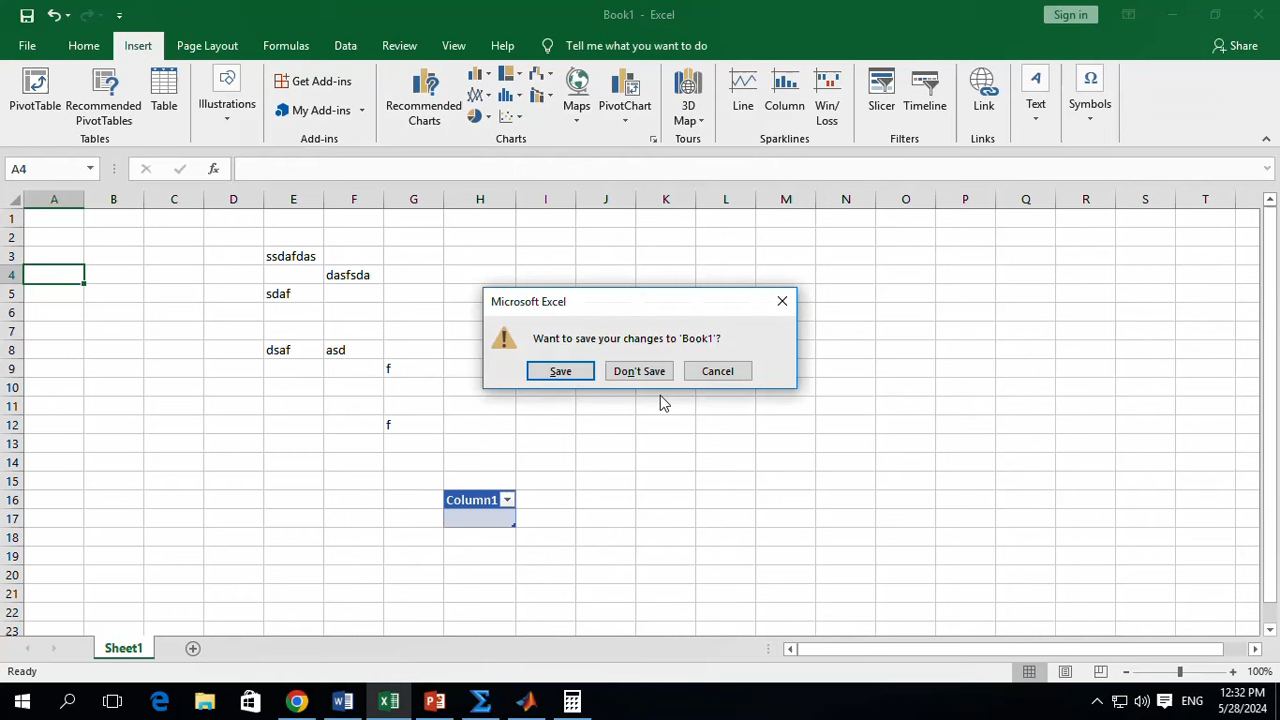 Book1 - Excel
Sign in
File Home Insert Page Layout Formulas Data Review View Help Tell me what you want to do Share
PivotTable
Recommended PivotTables
Table
Tables
Illustrations
Get Add-ins
My Add-ins
Add-ins
Recommended Charts
Maps
PivotChart
Charts
3D Map
Tours
Line
Column
Win/Loss
Sparklines
Slicer
Timeline
Filters
Link
Links
Text
Symbols
A4
fx
A B C D E F G H I J K L M N O P Q R S T
1
2
3 ssdafdas
4 dasfsda
5 sdaf
6
7
8 dsaf asd
9 f
10
11
12 f
13
14
15
16 Column1
17
18
19
20
21
22
23
Microsoft Excel
Want to save your changes to 'Book1'?
Save Don't Save Cancel
Sheet1
Ready
100%
ENG
12:32 PM
5/28/2024